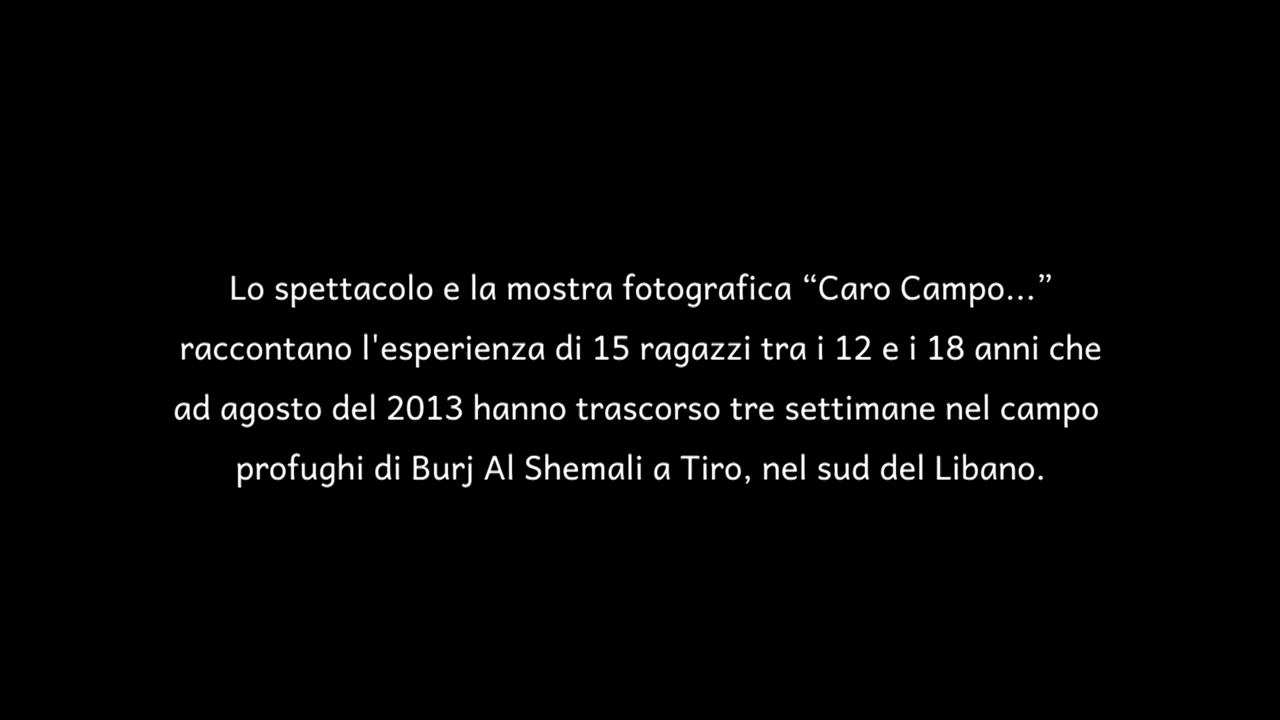 Lo spettacolo e la mostra fotografica “Caro Campo...”
raccontano l'esperienza di 15 ragazzi tra i 12 e i 18 anni che
ad agosto del 2013 hanno trascorso tre settimane nel campo
profughi di Burj Al Shemali a Tiro, nel sud del Libano.